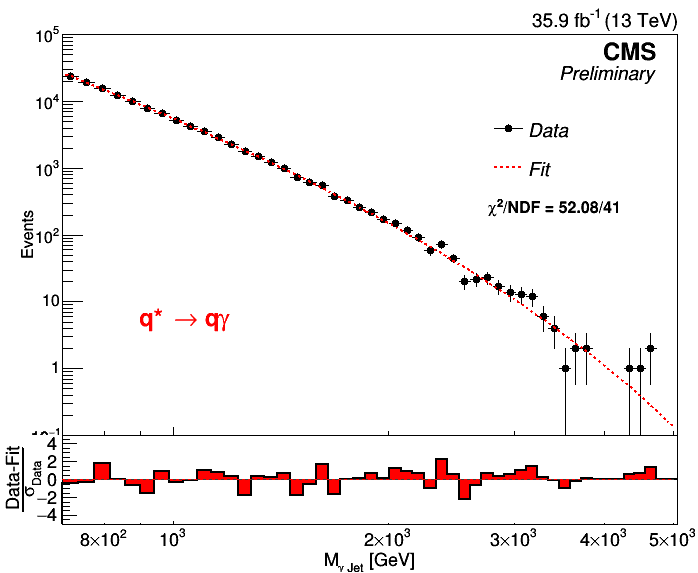 35.9 fb⁻¹ (13 TeV)
CMS
Preliminary
Data
Fit
χ²/NDF = 52.08/41
q* → qγ
Events
10⁵
10⁴
10³
10²
10
1
10⁻¹
Data-Fit
σData
4
2
0
−2
−4
8×10²
10³
2×10³
3×10³
4×10³
5×10³
Mγ Jet [GeV]